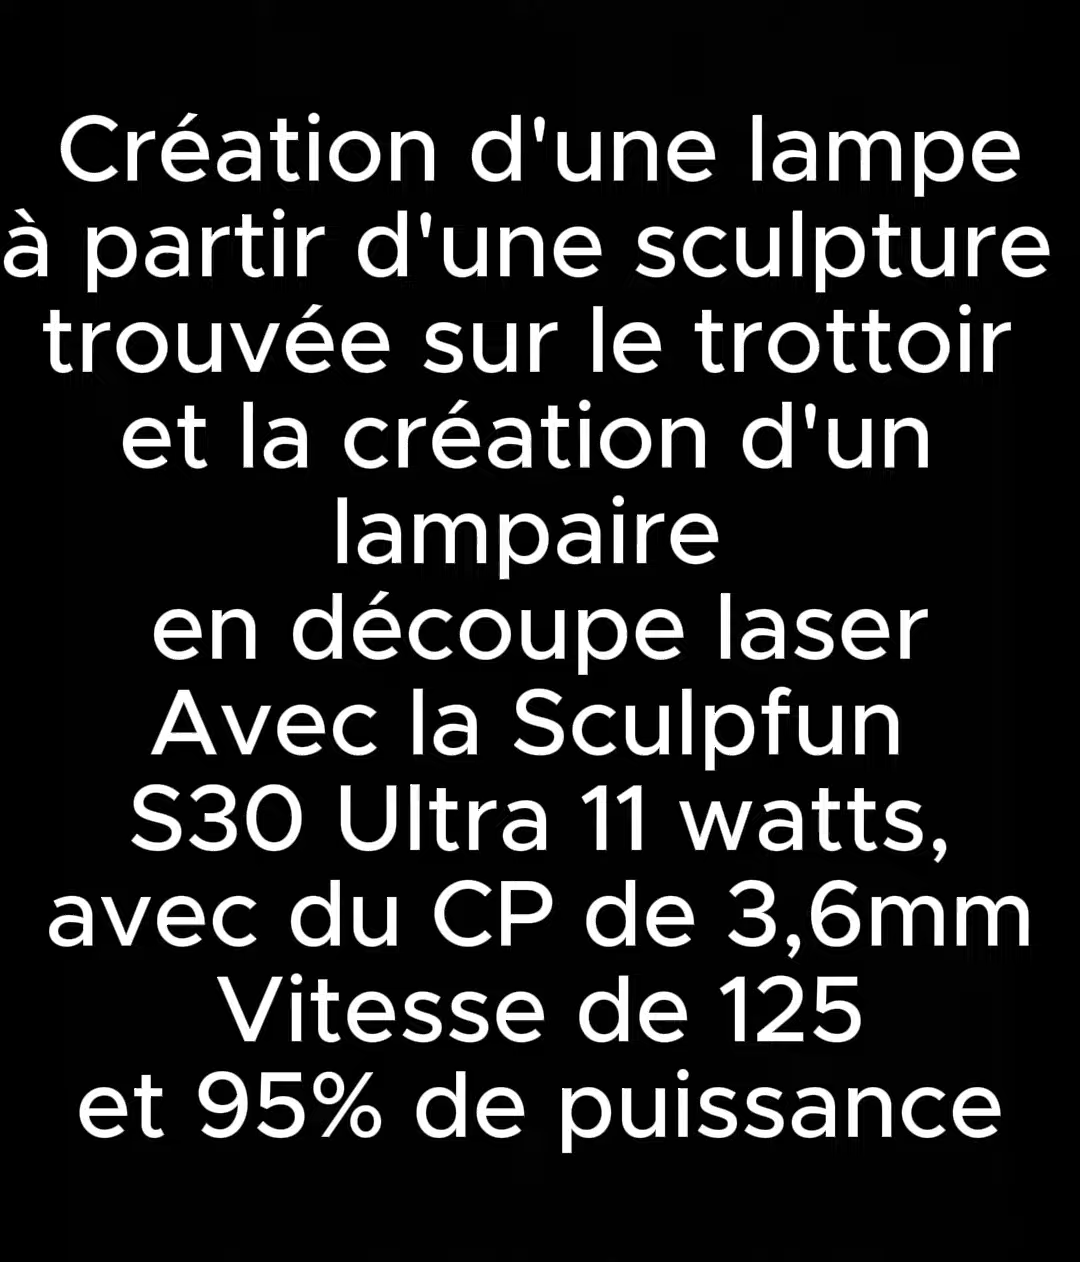 Création d'une lampe
à partir d'une sculpture
trouvée sur le trottoir
et la création d'un
lampaire
en découpe laser
Avec la Sculpfun
S30 Ultra 11 watts,
avec du CP de 3,6mm
Vitesse de 125
et 95% de puissance